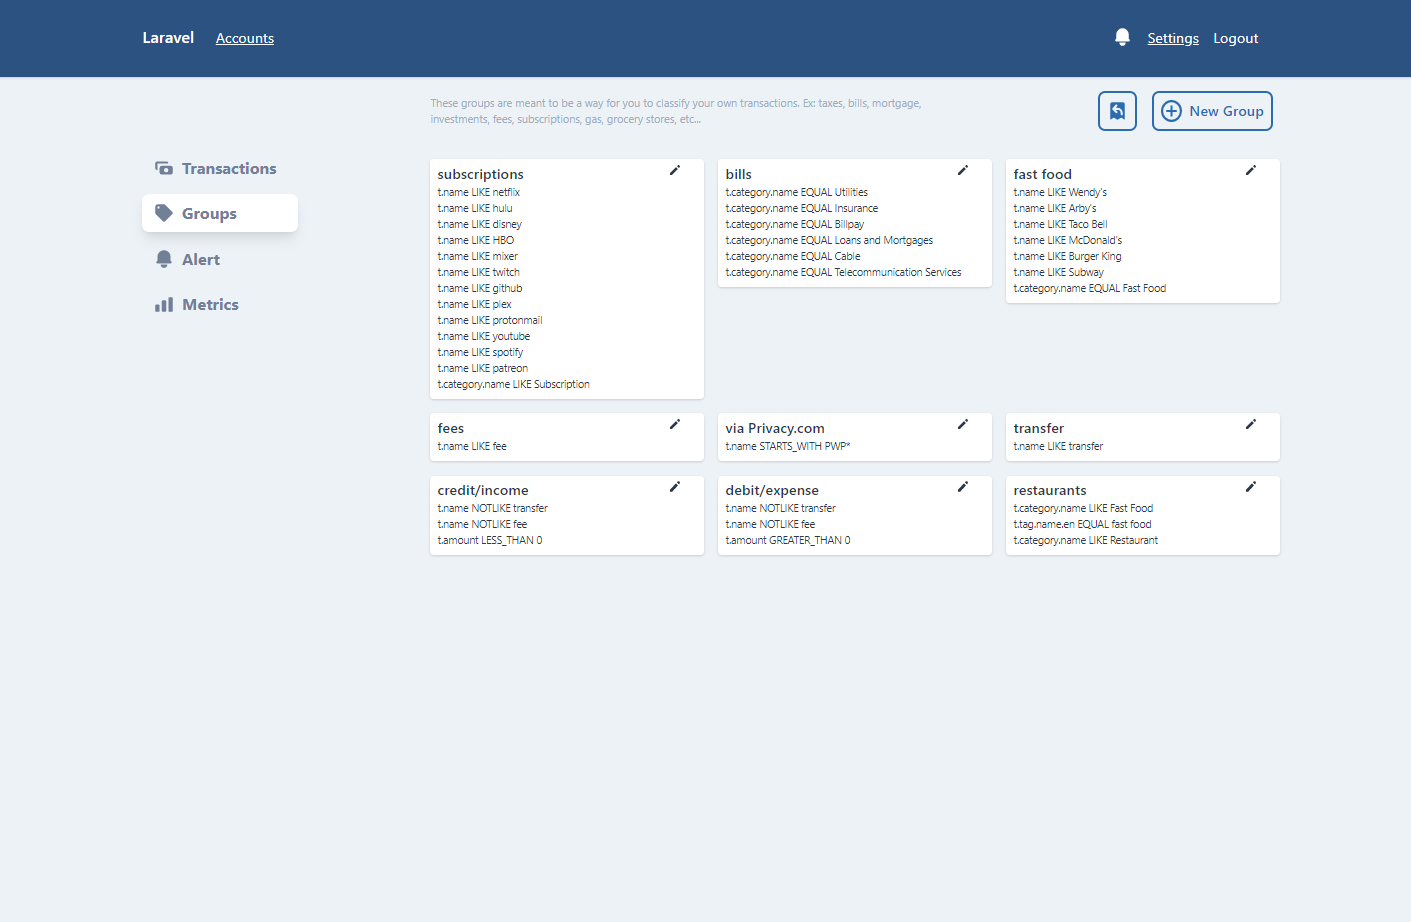 Laravel Accounts Settings Logout
These groups are meant to be a way for you to classify your own transactions. Ex: taxes, bills, mortgage,
investments, fees, subscriptions, gas, grocery stores, etc...
New Group
Transactions
Groups
Alert
Metrics
subscriptions
t.name LIKE netflix
t.name LIKE hulu
t.name LIKE disney
t.name LIKE HBO
t.name LIKE mixer
t.name LIKE twitch
t.name LIKE github
t.name LIKE plex
t.name LIKE protonmail
t.name LIKE youtube
t.name LIKE spotify
t.name LIKE patreon
t.category.name LIKE Subscription
bills
t.category.name EQUAL Utilities
t.category.name EQUAL Insurance
t.category.name EQUAL Billpay
t.category.name EQUAL Loans and Mortgages
t.category.name EQUAL Cable
t.category.name EQUAL Telecommunication Services
fast food
t.name LIKE Wendy's
t.name LIKE Arby's
t.name LIKE Taco Bell
t.name LIKE McDonald's
t.name LIKE Burger King
t.name LIKE Subway
t.category.name EQUAL Fast Food
fees
t.name LIKE fee
via Privacy.com
t.name STARTS_WITH PWP*
transfer
t.name LIKE transfer
credit/income
t.name NOTLIKE transfer
t.name NOTLIKE fee
t.amount LESS_THAN 0
debit/expense
t.name NOTLIKE transfer
t.name NOTLIKE fee
t.amount GREATER_THAN 0
restaurants
t.category.name LIKE Fast Food
t.tag.name.en EQUAL fast food
t.category.name LIKE Restaurant